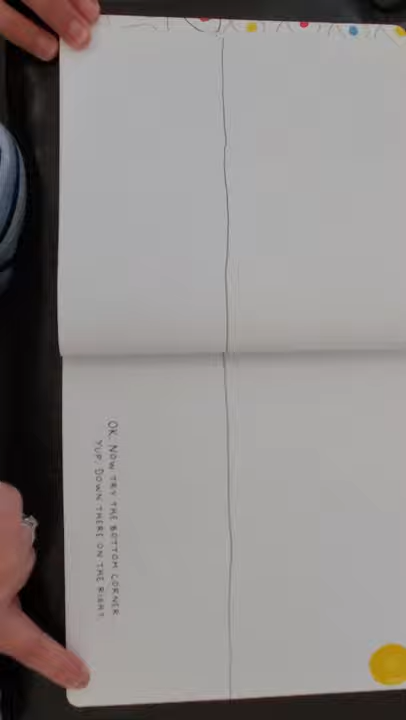 OK. NOW TRY THE BOTTOM CORNER.
YUP. DOWN THERE ON THE RIGHT.